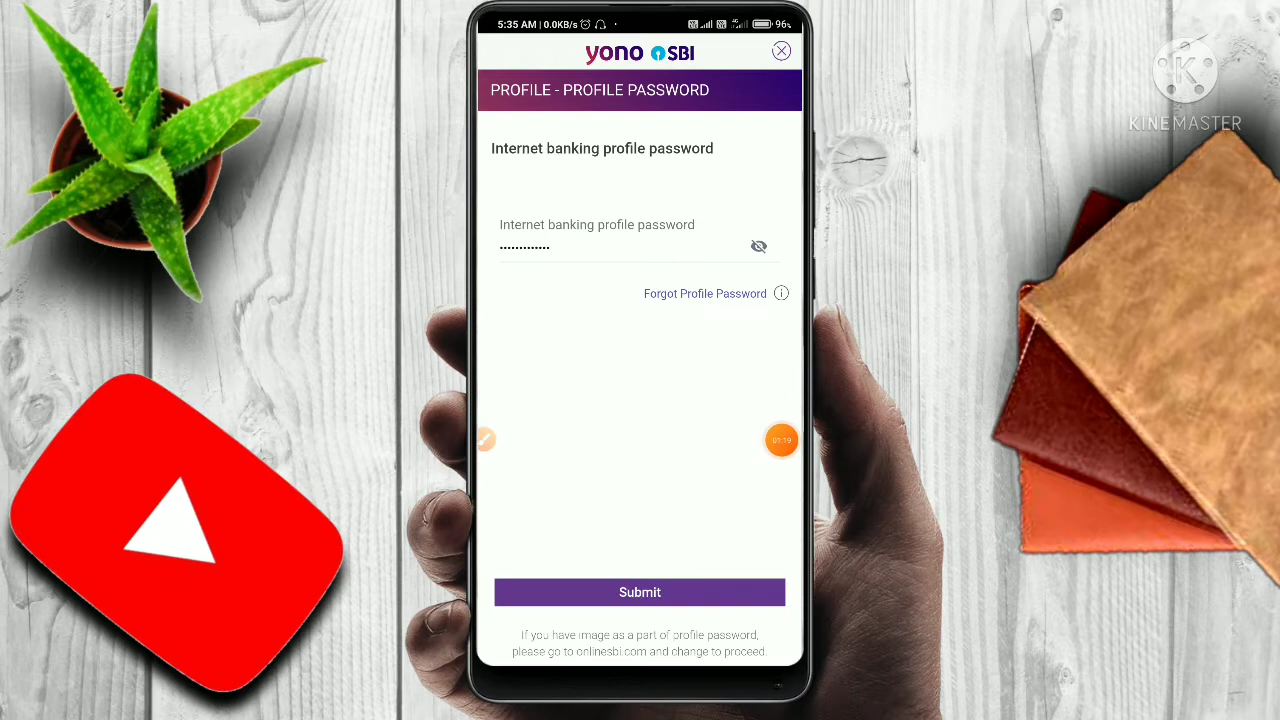 5:35 AM | 0.0KB/s
96%
yono SBI
PROFILE - PROFILE PASSWORD
Internet banking profile password
Internet banking profile password
•••••••••••••
Forgot Profile Password
01:19
Submit
If you have image as a part of profile password,
please go to onlinesbi.com and change to proceed.
K
KINEMASTER